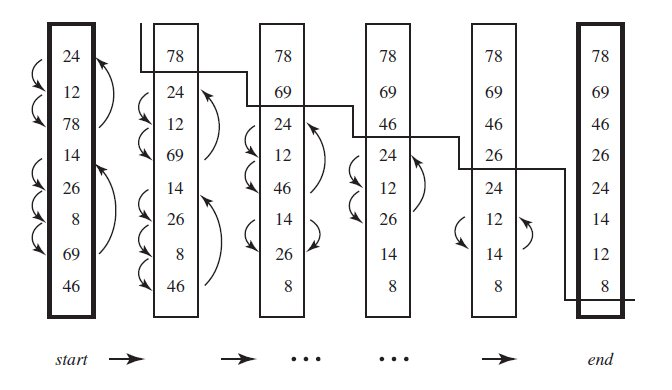 24 78 78 78 78 78
12 24 69 69 69 69
78 12 24 46 46 46
14 69 12 24 26 26
26 14 46 12 24 24
8 26 14 26 12 14
69 8 26 14 14 12
46 46 8 8 8 8
start ... ... end